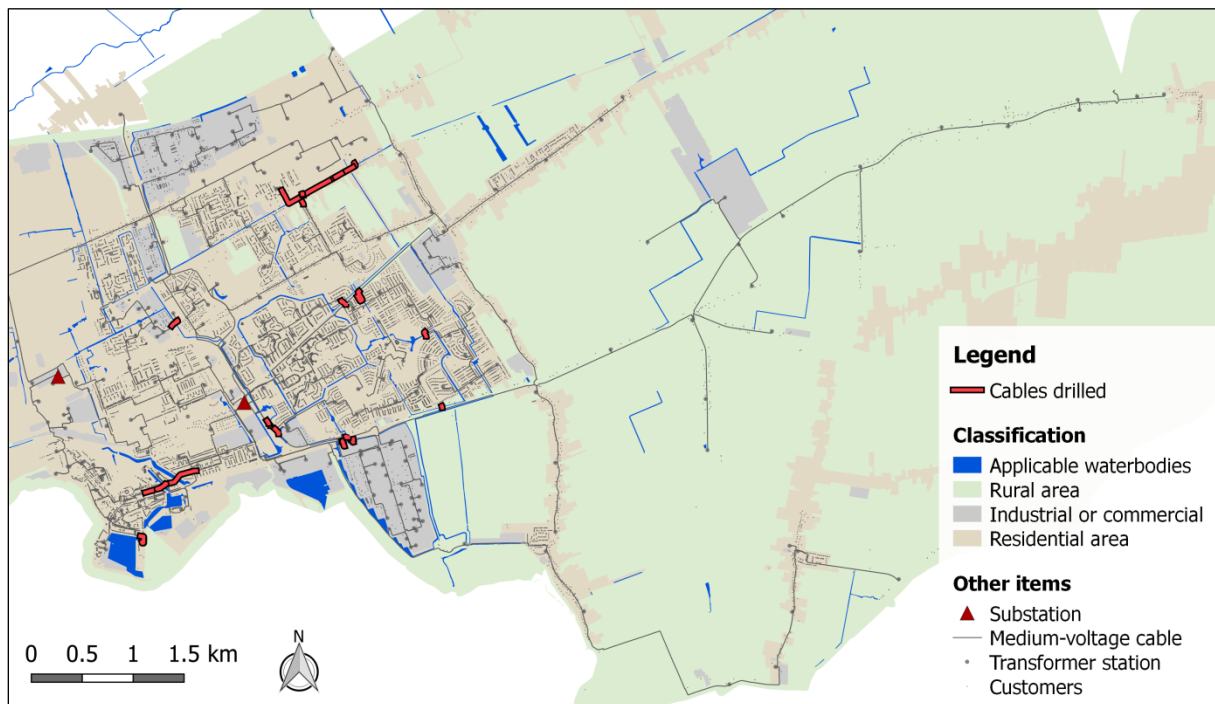 Legend
Cables drilled
Classification
Applicable waterbodies
Rural area
Industrial or commercial
Residential area
Other items
Substation
Medium-voltage cable
Transformer station
Customers
0 0.5 1 1.5 km
N